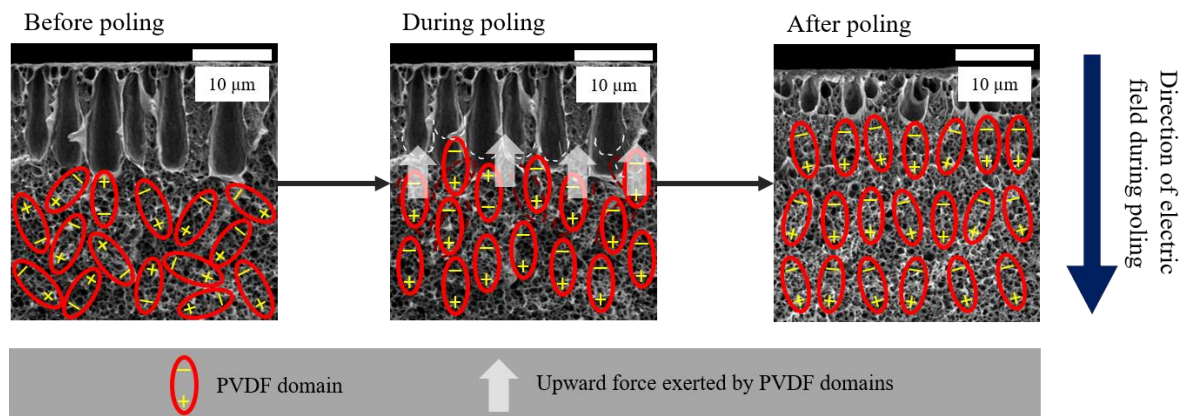 Before poling
During poling
After poling
10 µm
10 µm
10 µm
Direction of electric
field during poling
PVDF domain
Upward force exerted by PVDF domains